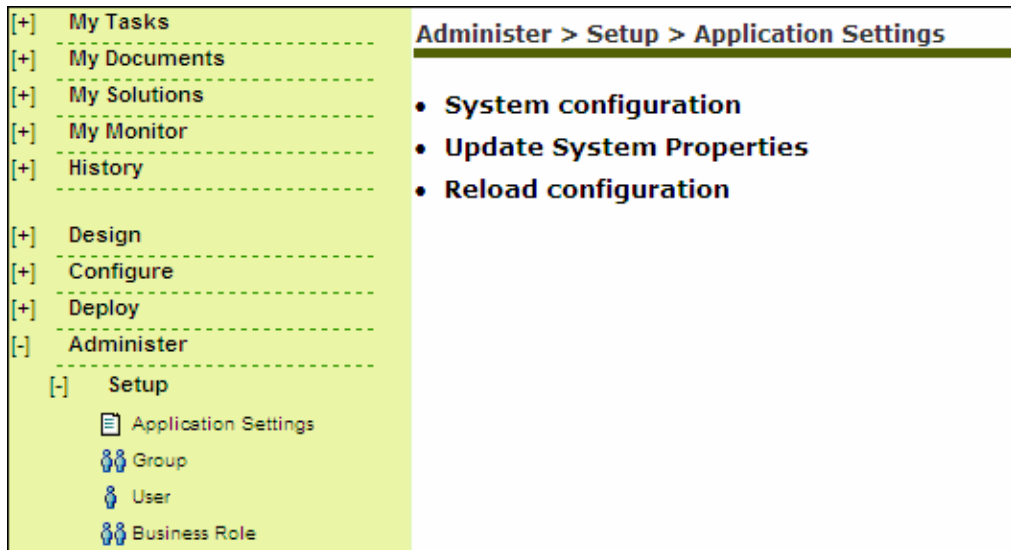 [+] My Tasks
[+] My Documents
[+] My Solutions
[+] My Monitor
[+] History
[+] Design
[+] Configure
[+] Deploy
[-] Administer
[-] Setup
Application Settings
Group
User
Business Role
Administer > Setup > Application Settings
• System configuration
• Update System Properties
• Reload configuration